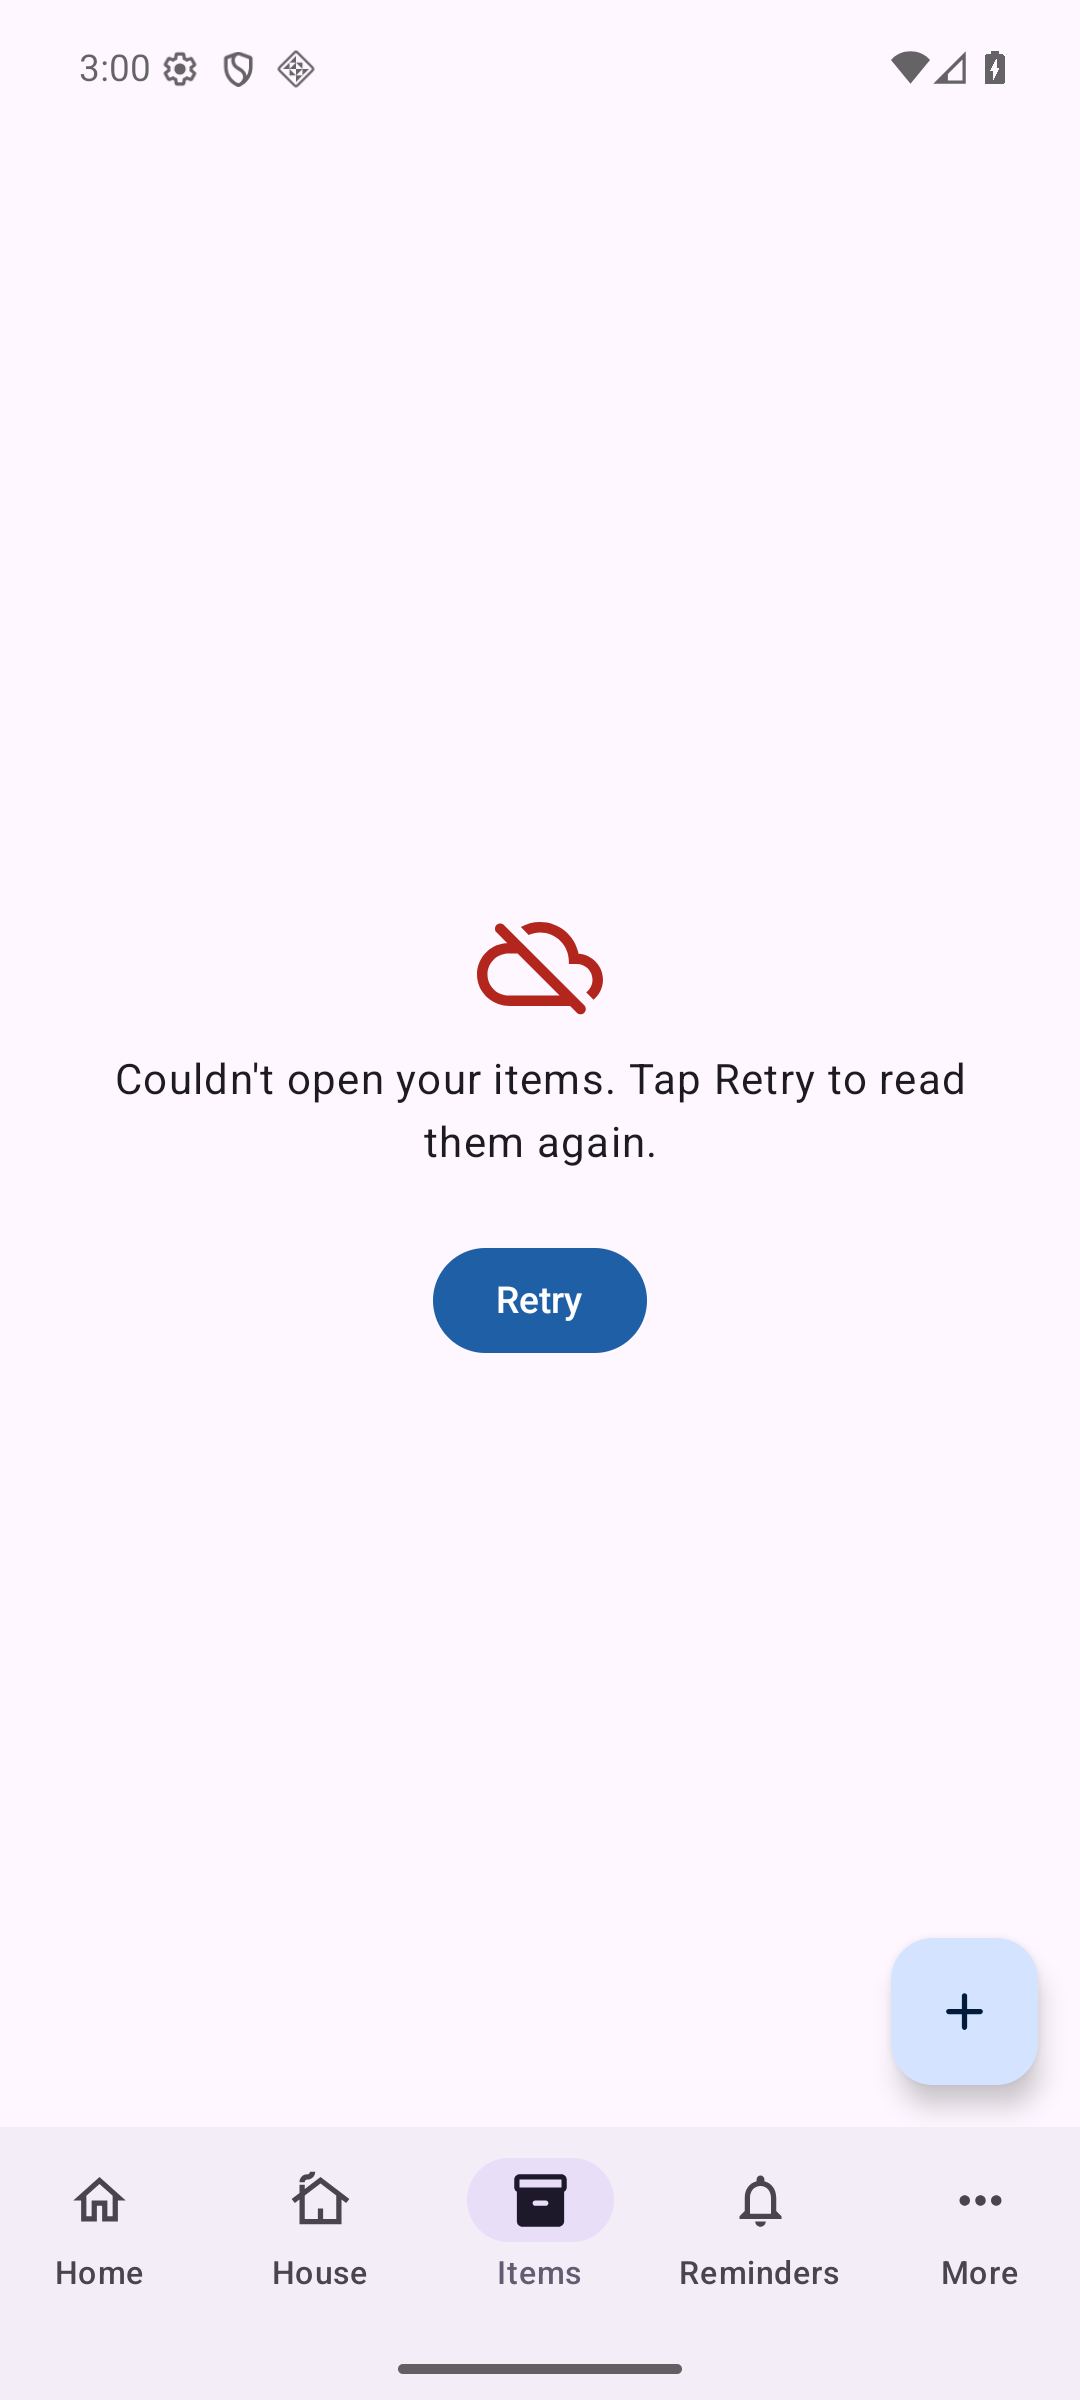 3:00
Couldn't open your items. Tap Retry to read
them again.
Retry
Home
House
Items
Reminders
More